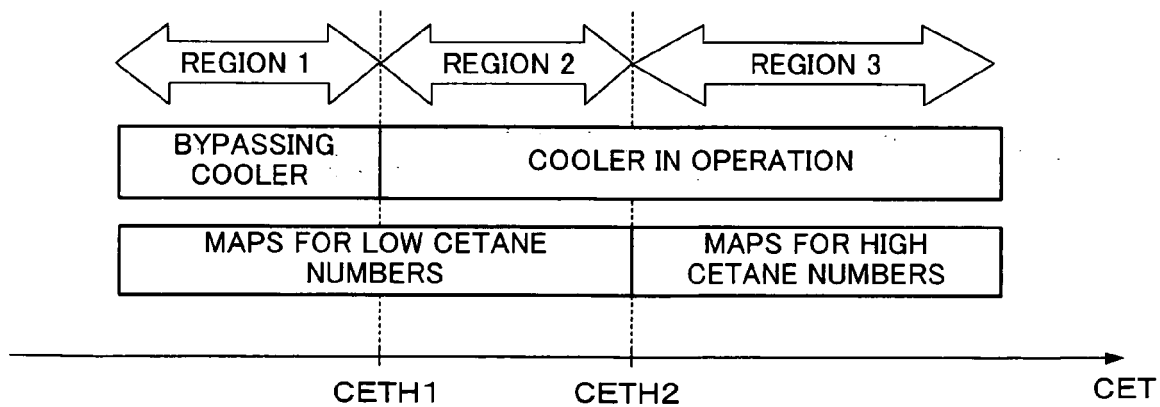 REGION 1
REGION 2
REGION 3
BYPASSING
COOLER
COOLER IN OPERATION
MAPS FOR LOW CETANE
NUMBERS
MAPS FOR HIGH
CETANE NUMBERS
CETH1
CETH2
CET